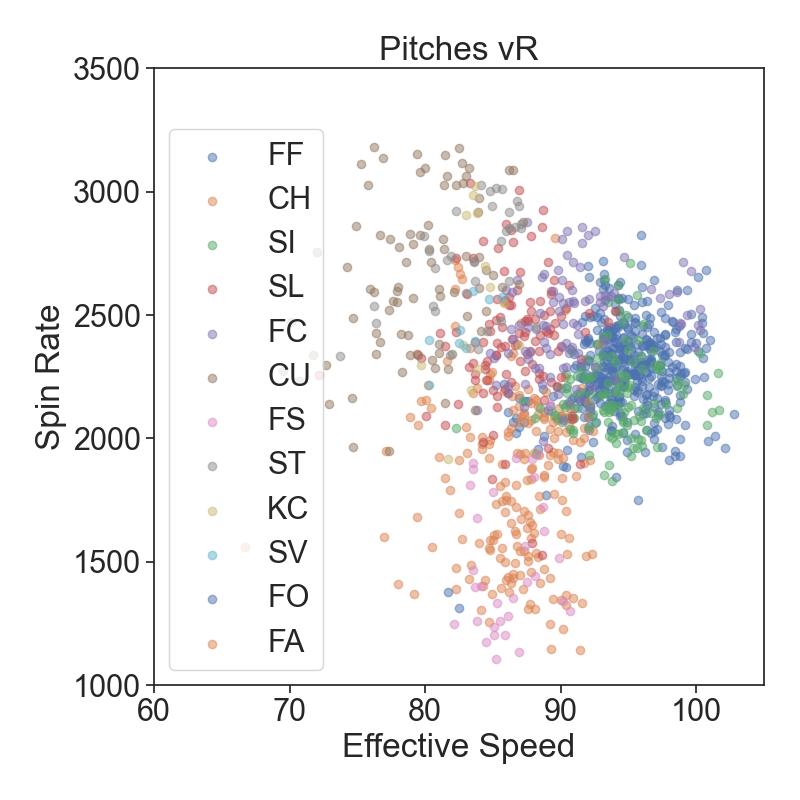 Pitches vR
3500
3000
2500
2000
1500
1000
Spin Rate
FF
CH
SI
SL
FC
CU
FS
ST
KC
SV
FO
FA
60 70 80 90 100
Effective Speed